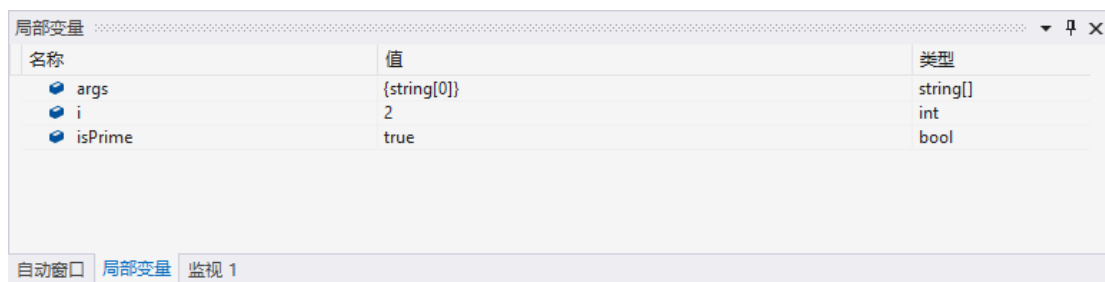 局部变量
名称 值 类型
args {string[0]} string[]
i 2 int
isPrime true bool
自动窗口 局部变量 监视 1